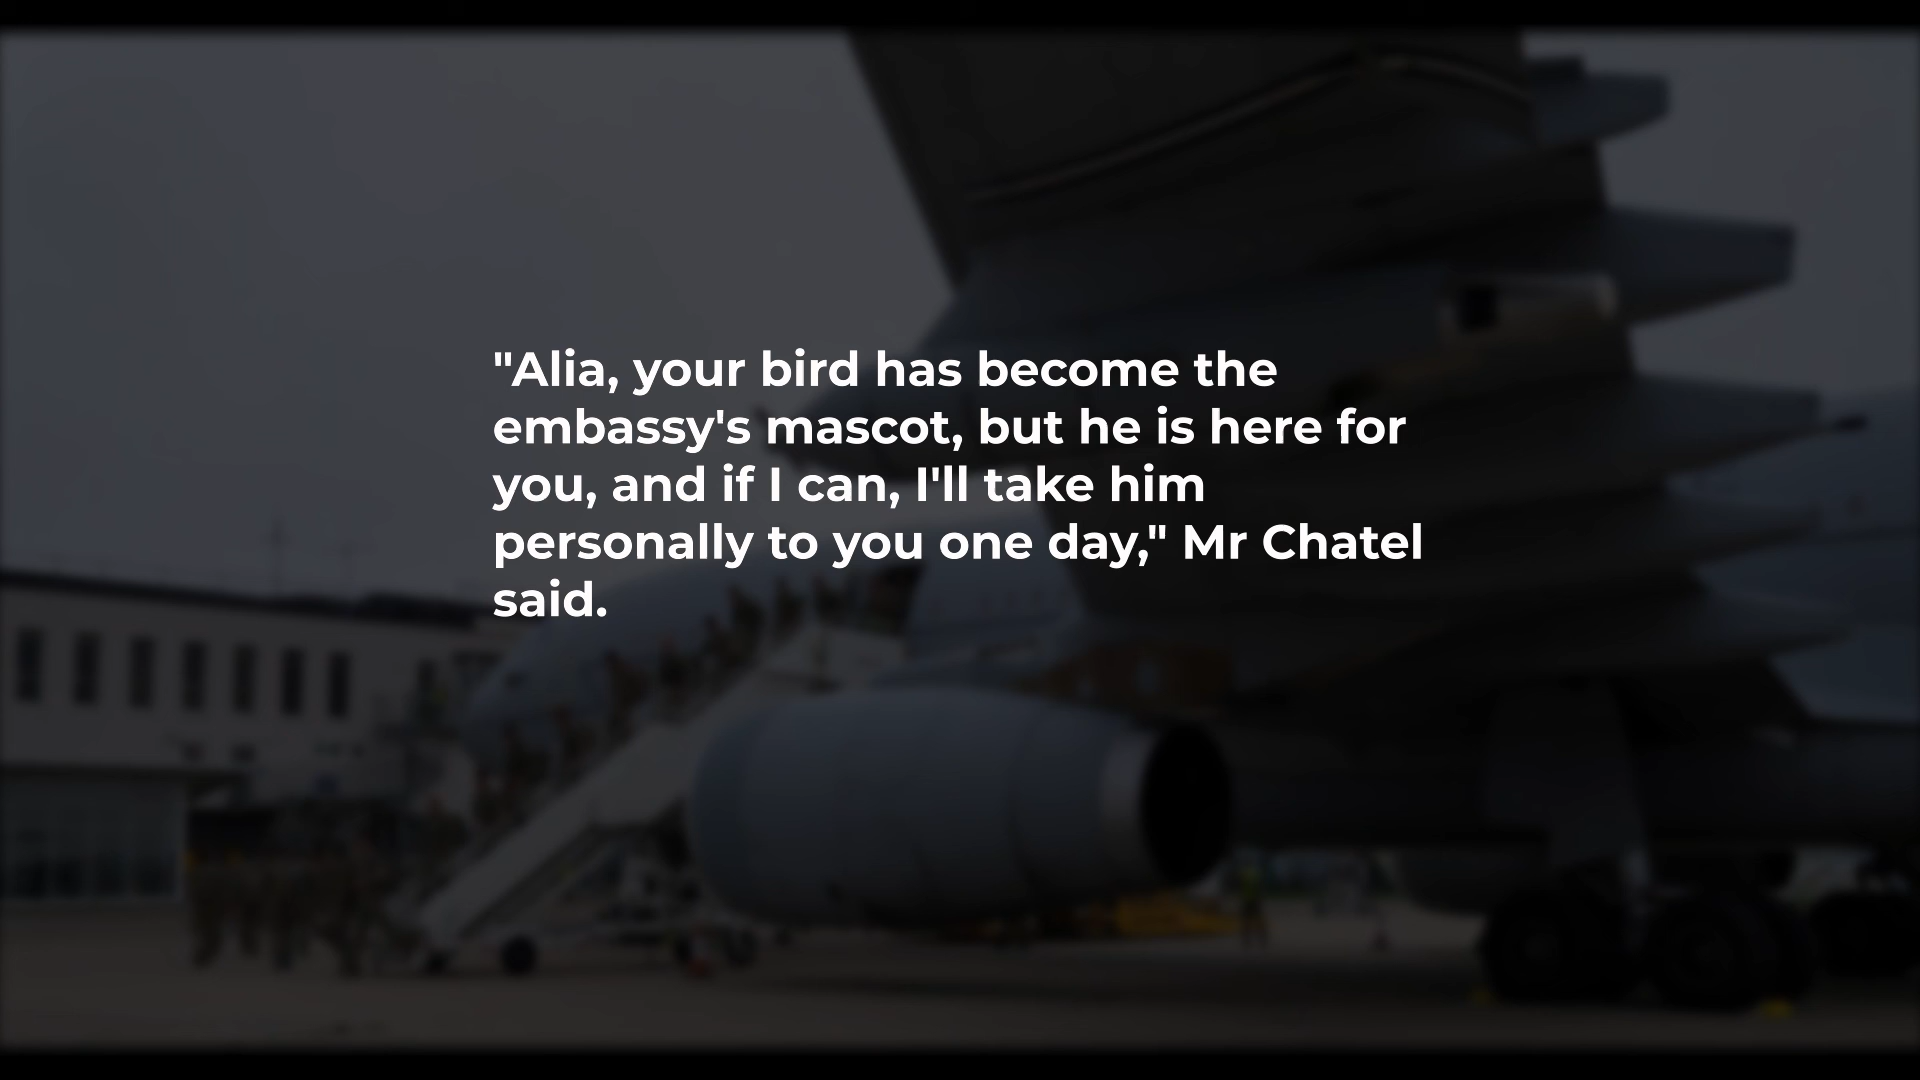 "Alia, your bird has become the
embassy's mascot, but he is here for
you, and if I can, I'll take him
personally to you one day," Mr Chatel
said.